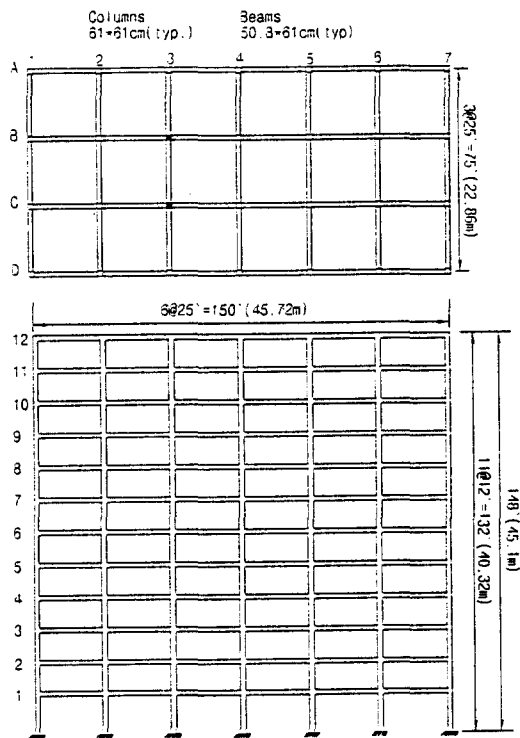 Columns Beams
61*61cm(typ.) 50.8*61cm(typ)
1 2 3 4 5 6 7
A
B
C
D
3@25'=75'(22.86m)
6@25'=150'(45.72m)
12
11
10
9
8
7
6
5
4
3
2
1
11@12'=132'(40.32m)
148'(45.1m)